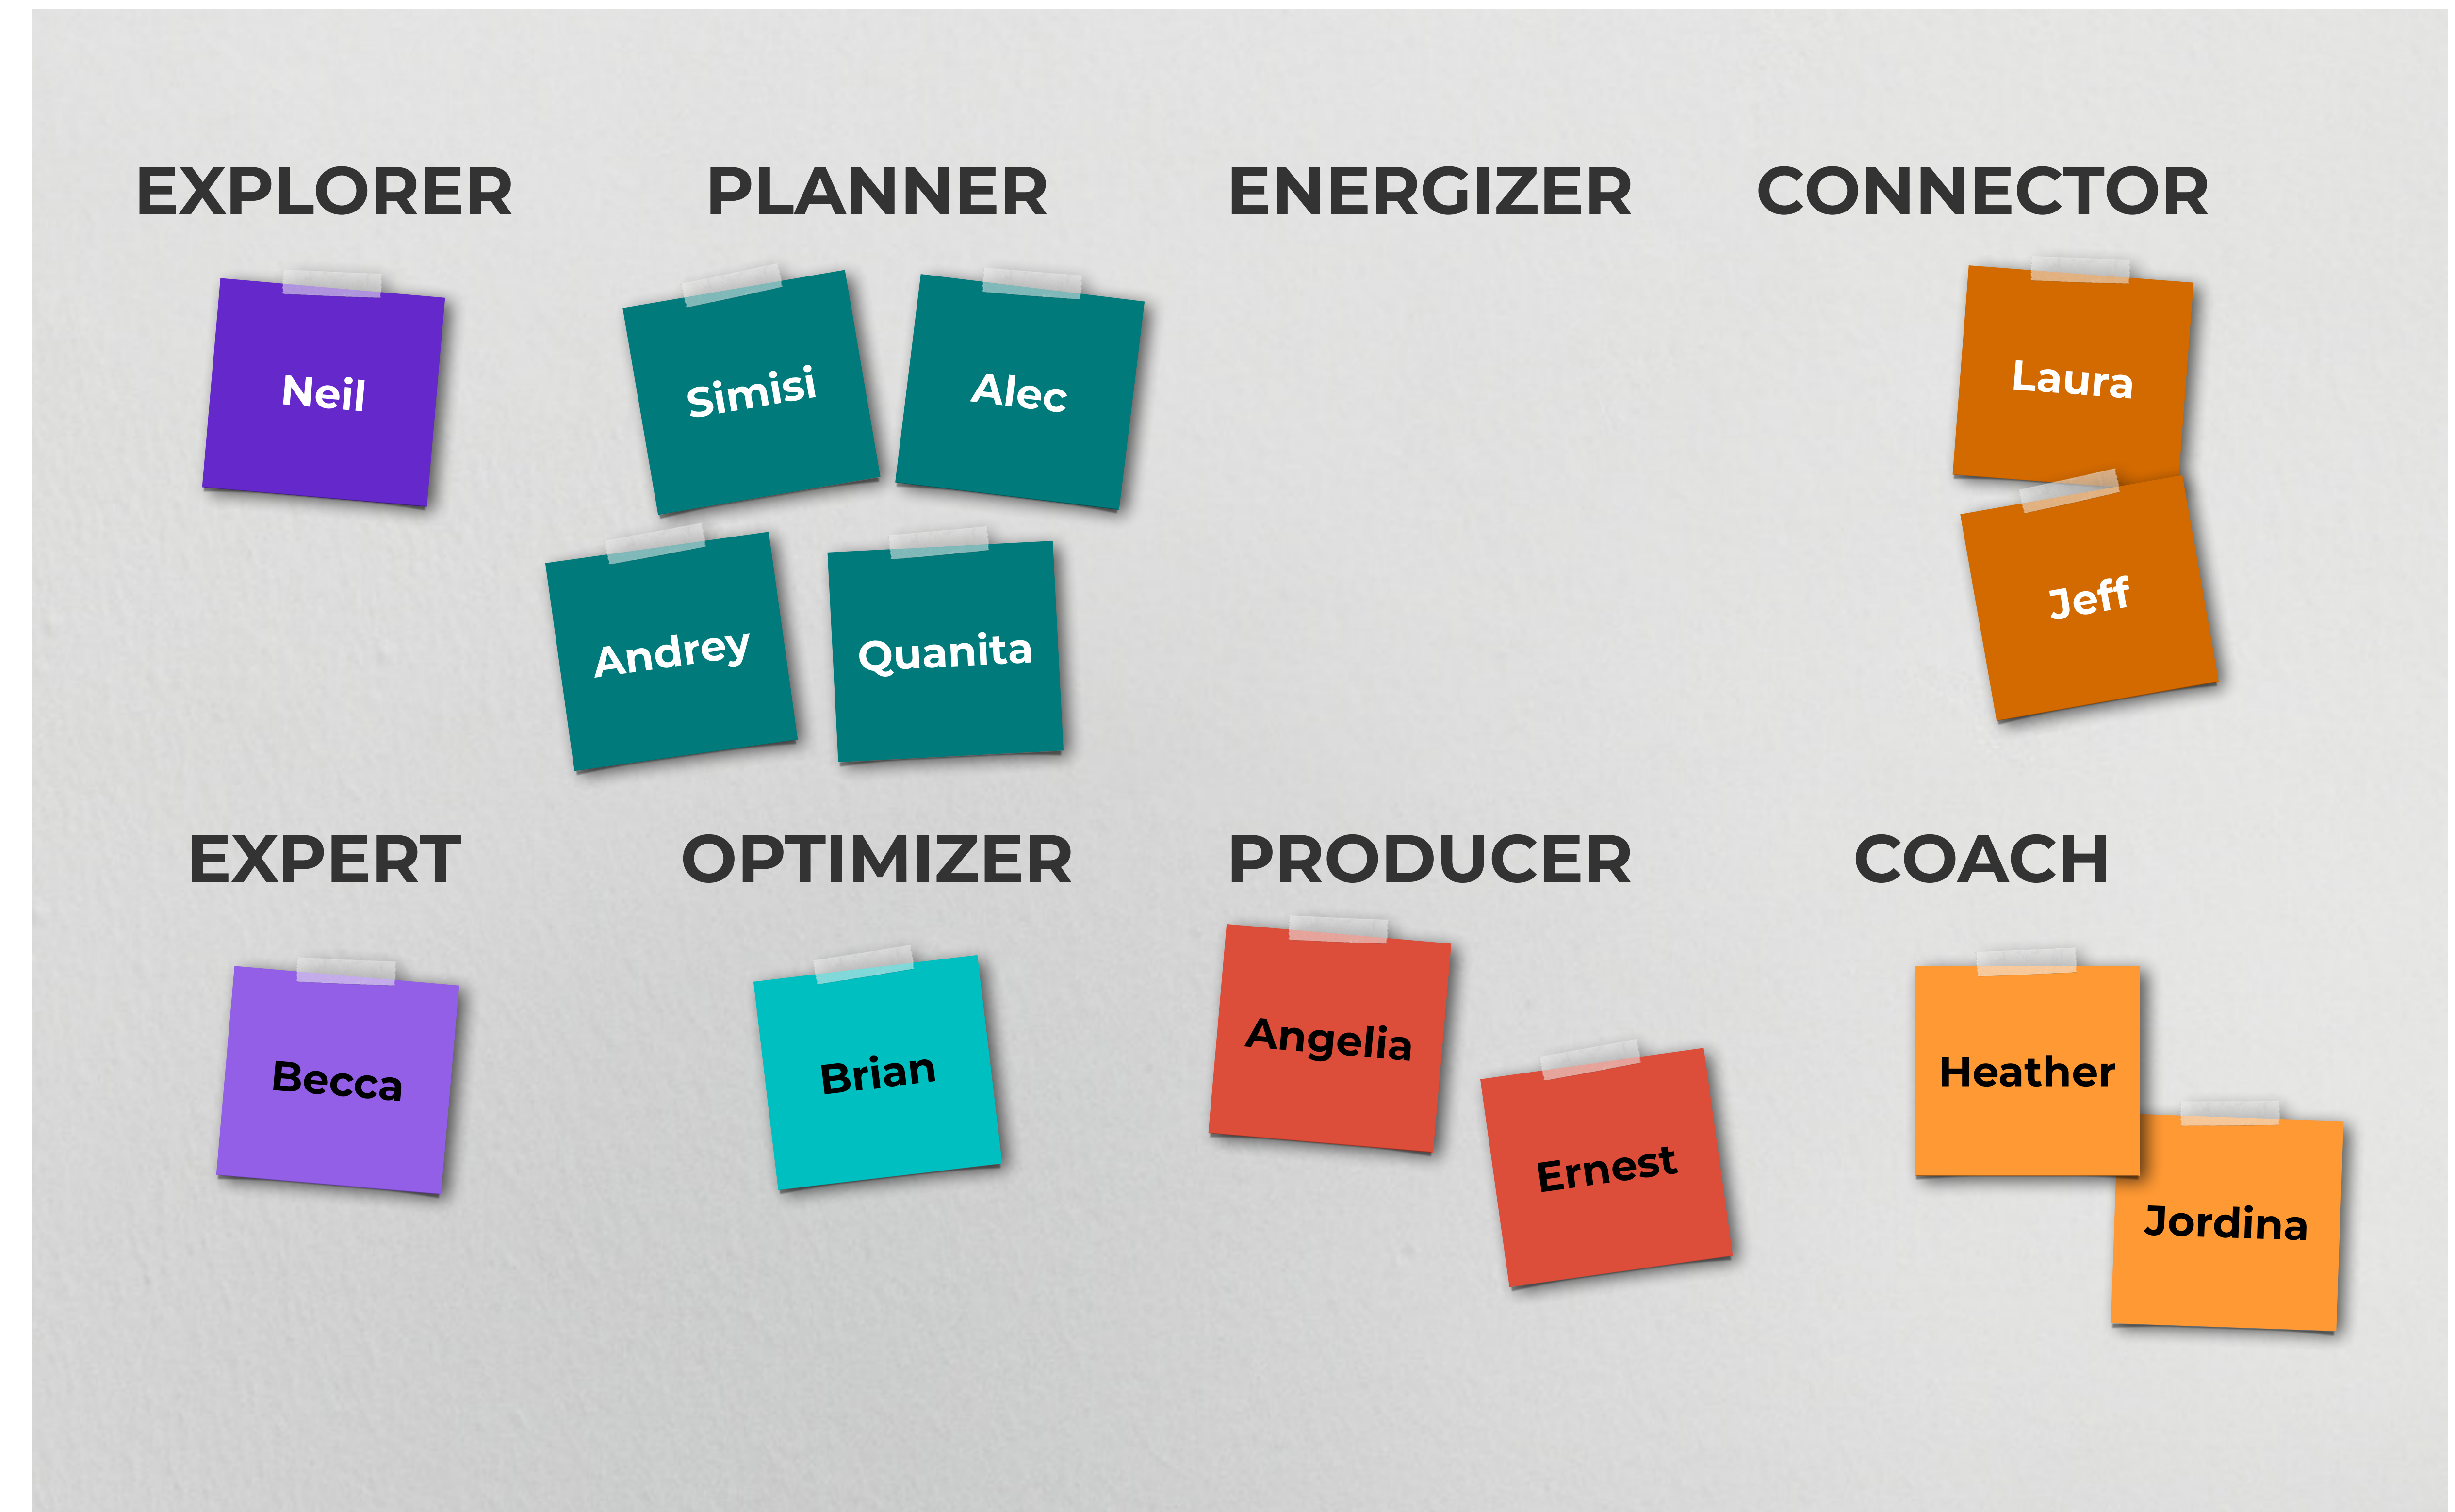 EXPLORER
PLANNER
ENERGIZER
CONNECTOR
Neil
Simisi
Alec
Andrey
Quanita
Laura
Jeff
EXPERT
OPTIMIZER
PRODUCER
COACH
Becca
Brian
Angelia
Ernest
Heather
Jordina